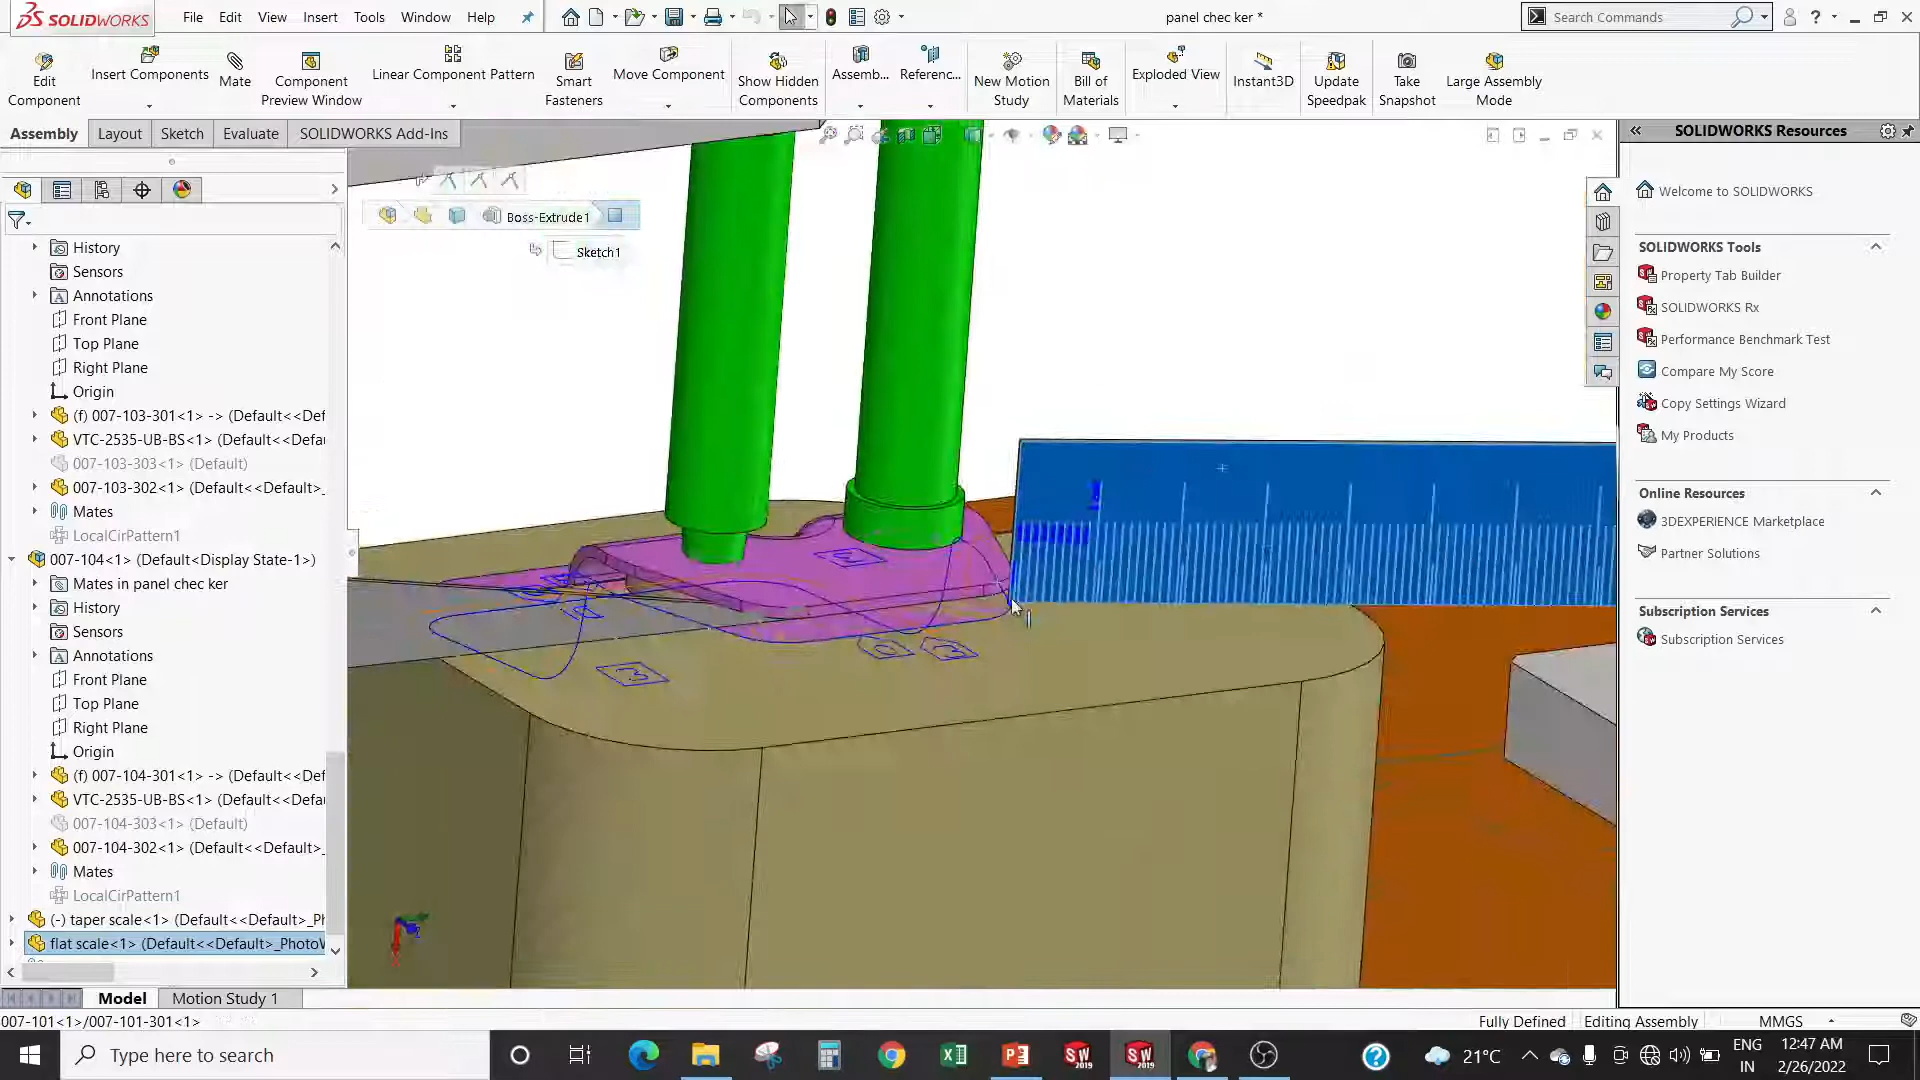 SOLIDWORKS
File Edit View Insert Tools Window Help
panel chec ker *
Search Commands
Edit Component
Insert Components
Mate
Component Preview Window
Linear Component Pattern
Smart Fasteners
Move Component
Show Hidden Components
Assemb...
Referenc...
New Motion Study
Bill of Materials
Exploded View
Instant3D
Update Speedpak
Take Snapshot
Large Assembly Mode
Assembly Layout Sketch Evaluate SOLIDWORKS Add-Ins
History
Sensors
Annotations
Front Plane
Top Plane
Right Plane
Origin
(f) 007-103-301<1> -> (Default<<Def
VTC-2535-UB-BS<1> (Default<<Defau
007-103-303<1> (Default)
007-103-302<1> (Default<<Default>_
Mates
LocalCirPattern1
007-104<1> (Default<Display State-1>)
Mates in panel chec ker
History
Sensors
Annotations
Front Plane
Top Plane
Right Plane
Origin
(f) 007-104-301<1> -> (Default<<Def
VTC-2535-UB-BS<1> (Default<<Defau
007-104-303<1> (Default)
007-104-302<1> (Default<<Default>_
Mates
LocalCirPattern1
(-) taper scale<1> (Default<<Default>_Ph
flat scale<1> (Default<<Default>_PhotoV
Boss-Extrude1
Sketch1
SOLIDWORKS Resources
Welcome to SOLIDWORKS
SOLIDWORKS Tools
Property Tab Builder
SOLIDWORKS Rx
Performance Benchmark Test
Compare My Score
Copy Settings Wizard
My Products
Online Resources
3DEXPERIENCE Marketplace
Partner Solutions
Subscription Services
Subscription Services
Model Motion Study 1
007-101<1>/007-101-301<1>
Fully Defined Editing Assembly MMGS
Type here to search
21°C
ENG
IN
12:47 AM
2/26/2022